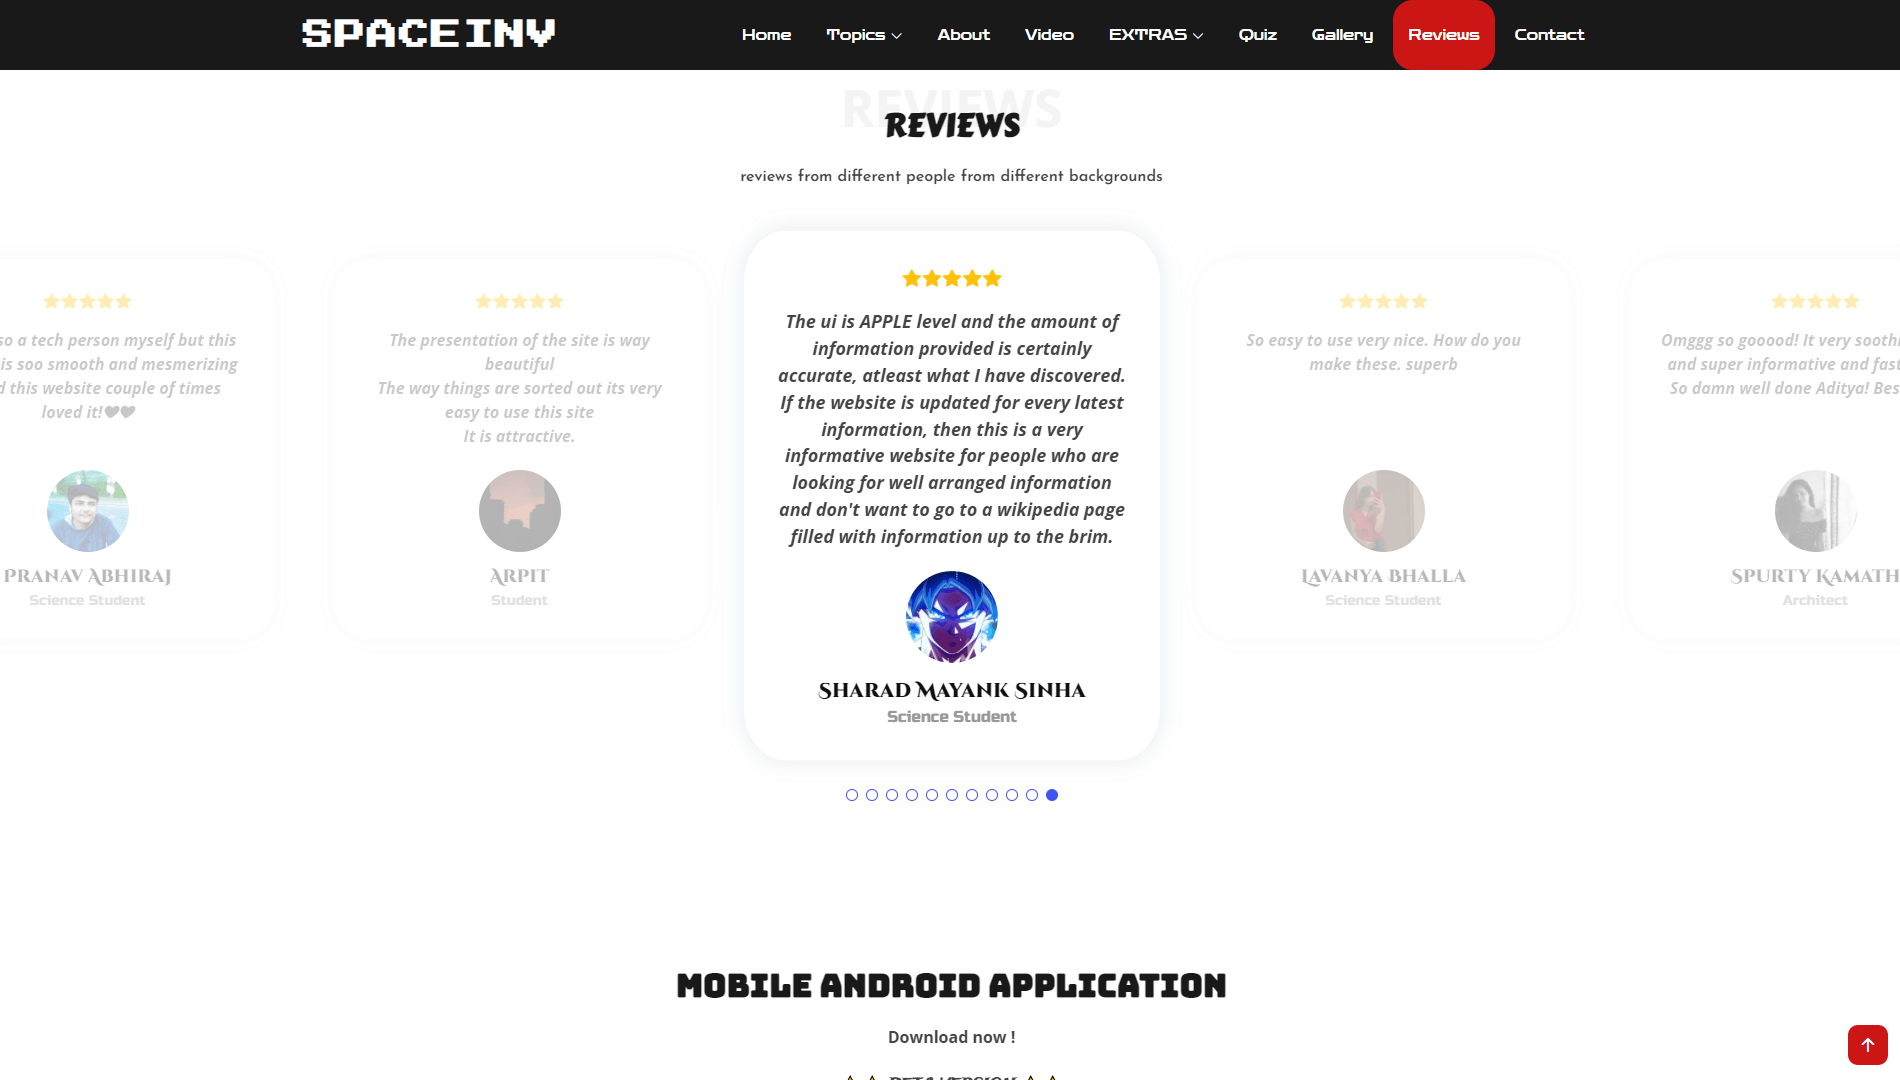 SPACEINV
Home Topics About Video EXTRAS Quiz Gallery Reviews Contact
REVIEWS
REVIEWS
reviews from different people from different backgrounds
so a tech person myself but this
is soo smooth and mesmerizing
this website couple of times
loved it!
PRANAV ABHIRAJ
Science Student
The presentation of the site is way
beautiful
The way things are sorted out its very
easy to use this site
It is attractive.
ARPIT
Student
The ui is APPLE level and the amount of
information provided is certainly
accurate, atleast what I have discovered.
If the website is updated for every latest
information, then this is a very
informative website for people who are
looking for well arranged information
and don't want to go to a wikipedia page
filled with information up to the brim.
SHARAD MAYANK SINHA
Science Student
So easy to use very nice. How do you
make these. superb
LAVANYA BHALLA
Science Student
Omggg so gooood! It very
and super informative and fast
So damn well done Aditya!
SPURTY KAMATH
Architect
MOBILE ANDROID APPLICATION
Download now !